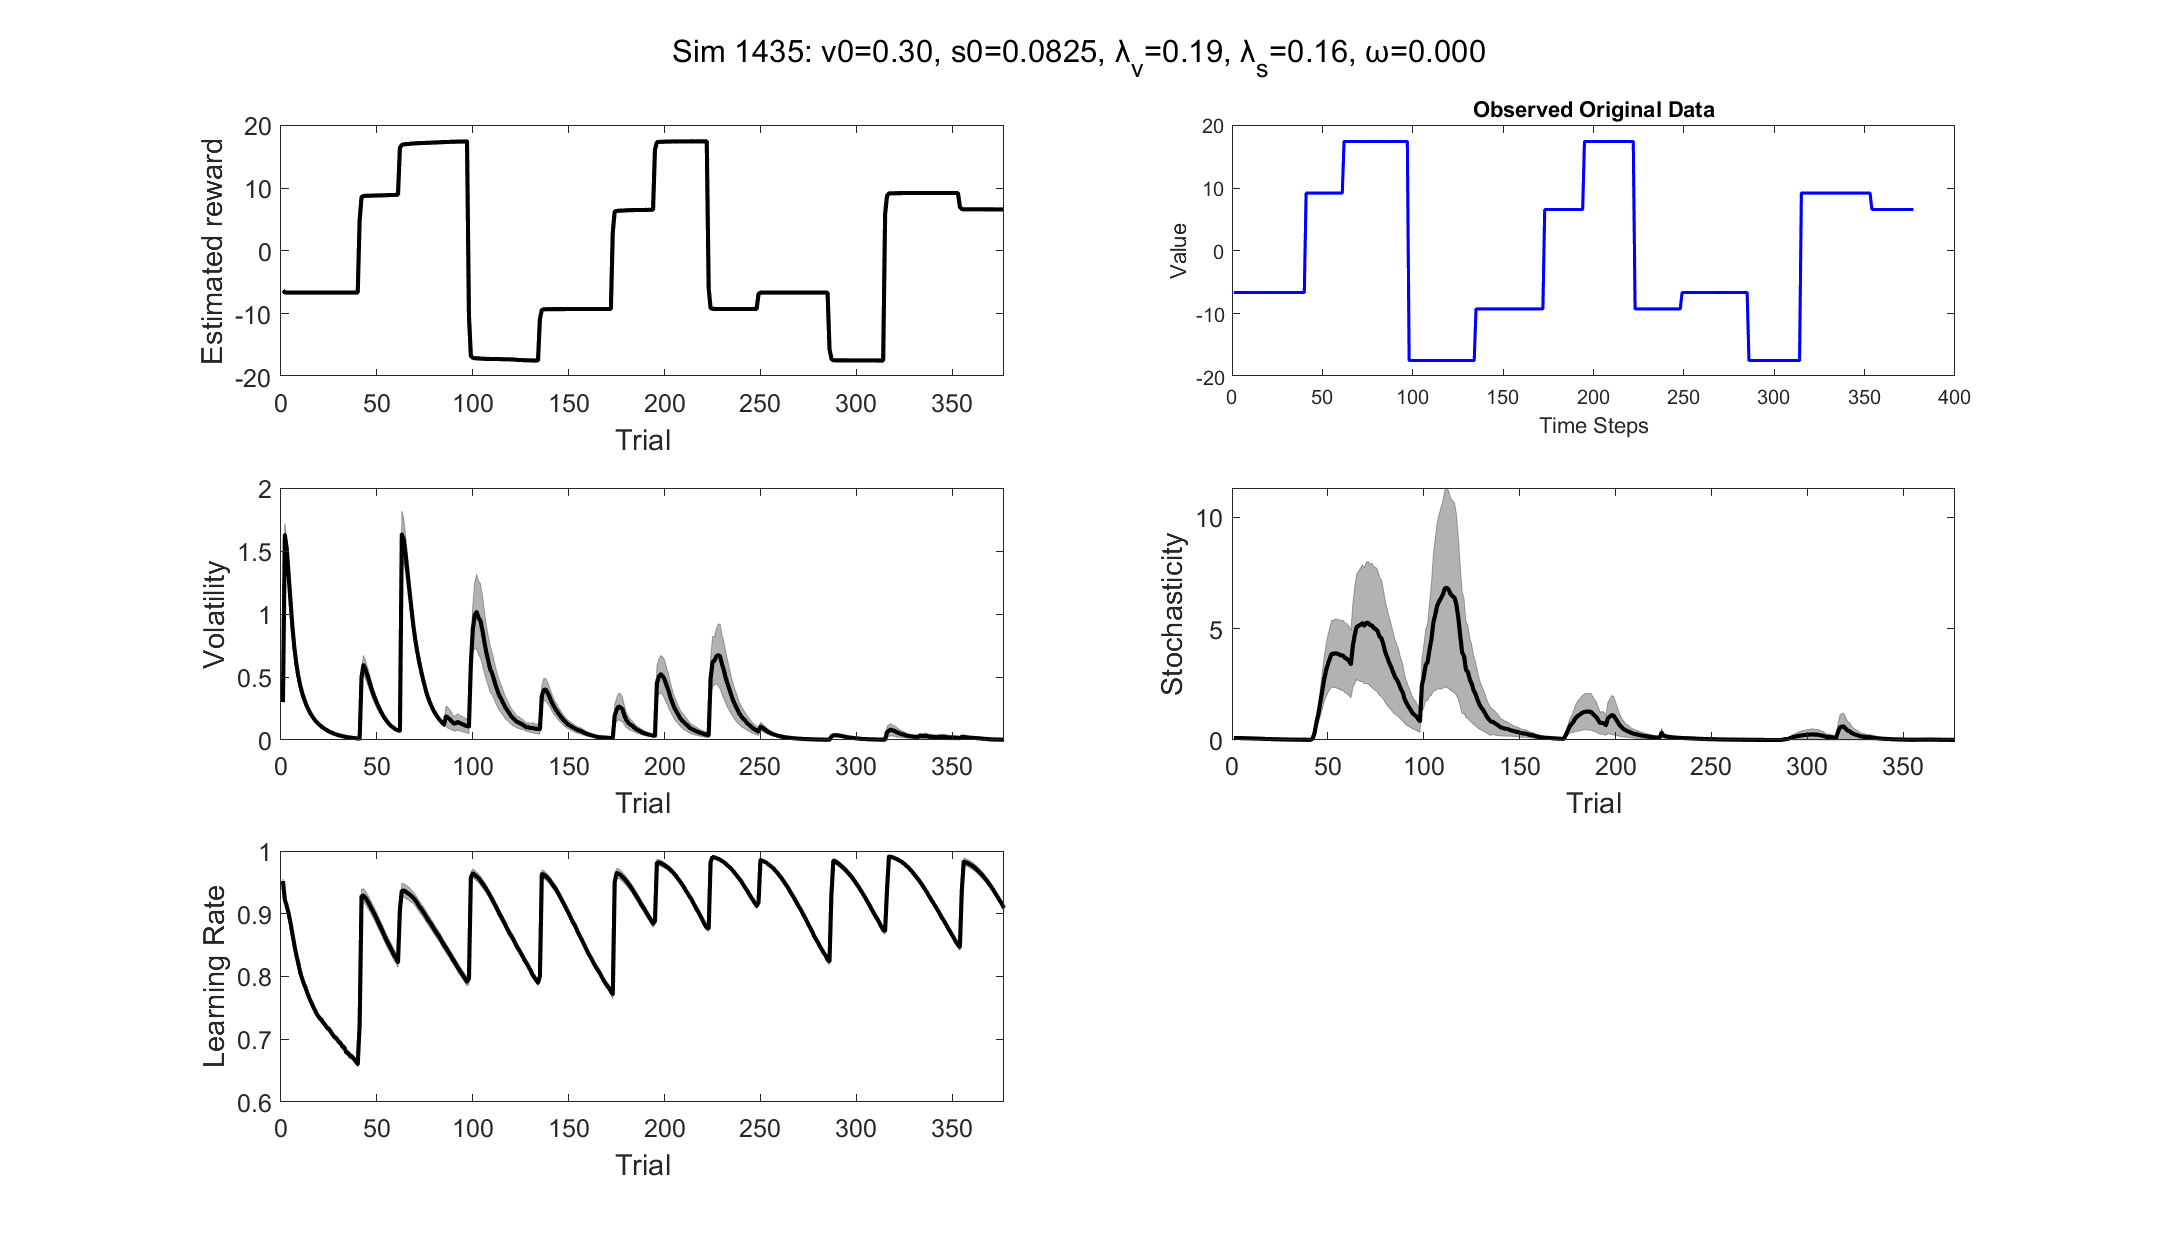 Sim 1435: v0=0.30, s0=0.0825, λ_v=0.19, λ_s=0.16, ω=0.000
Estimated reward
20
10
0
-10
-20
0 50 100 150 200 250 300 350
Trial
Observed Original Data
Value
20
10
0
-10
-20
0 50 100 150 200 250 300 350 400
Time Steps
Volatility
2
1.5
1
0.5
0
0 50 100 150 200 250 300 350
Trial
Stochasticity
10
5
0
0 50 100 150 200 250 300 350
Trial
Learning Rate
1
0.9
0.8
0.7
0.6
0 50 100 150 200 250 300 350
Trial